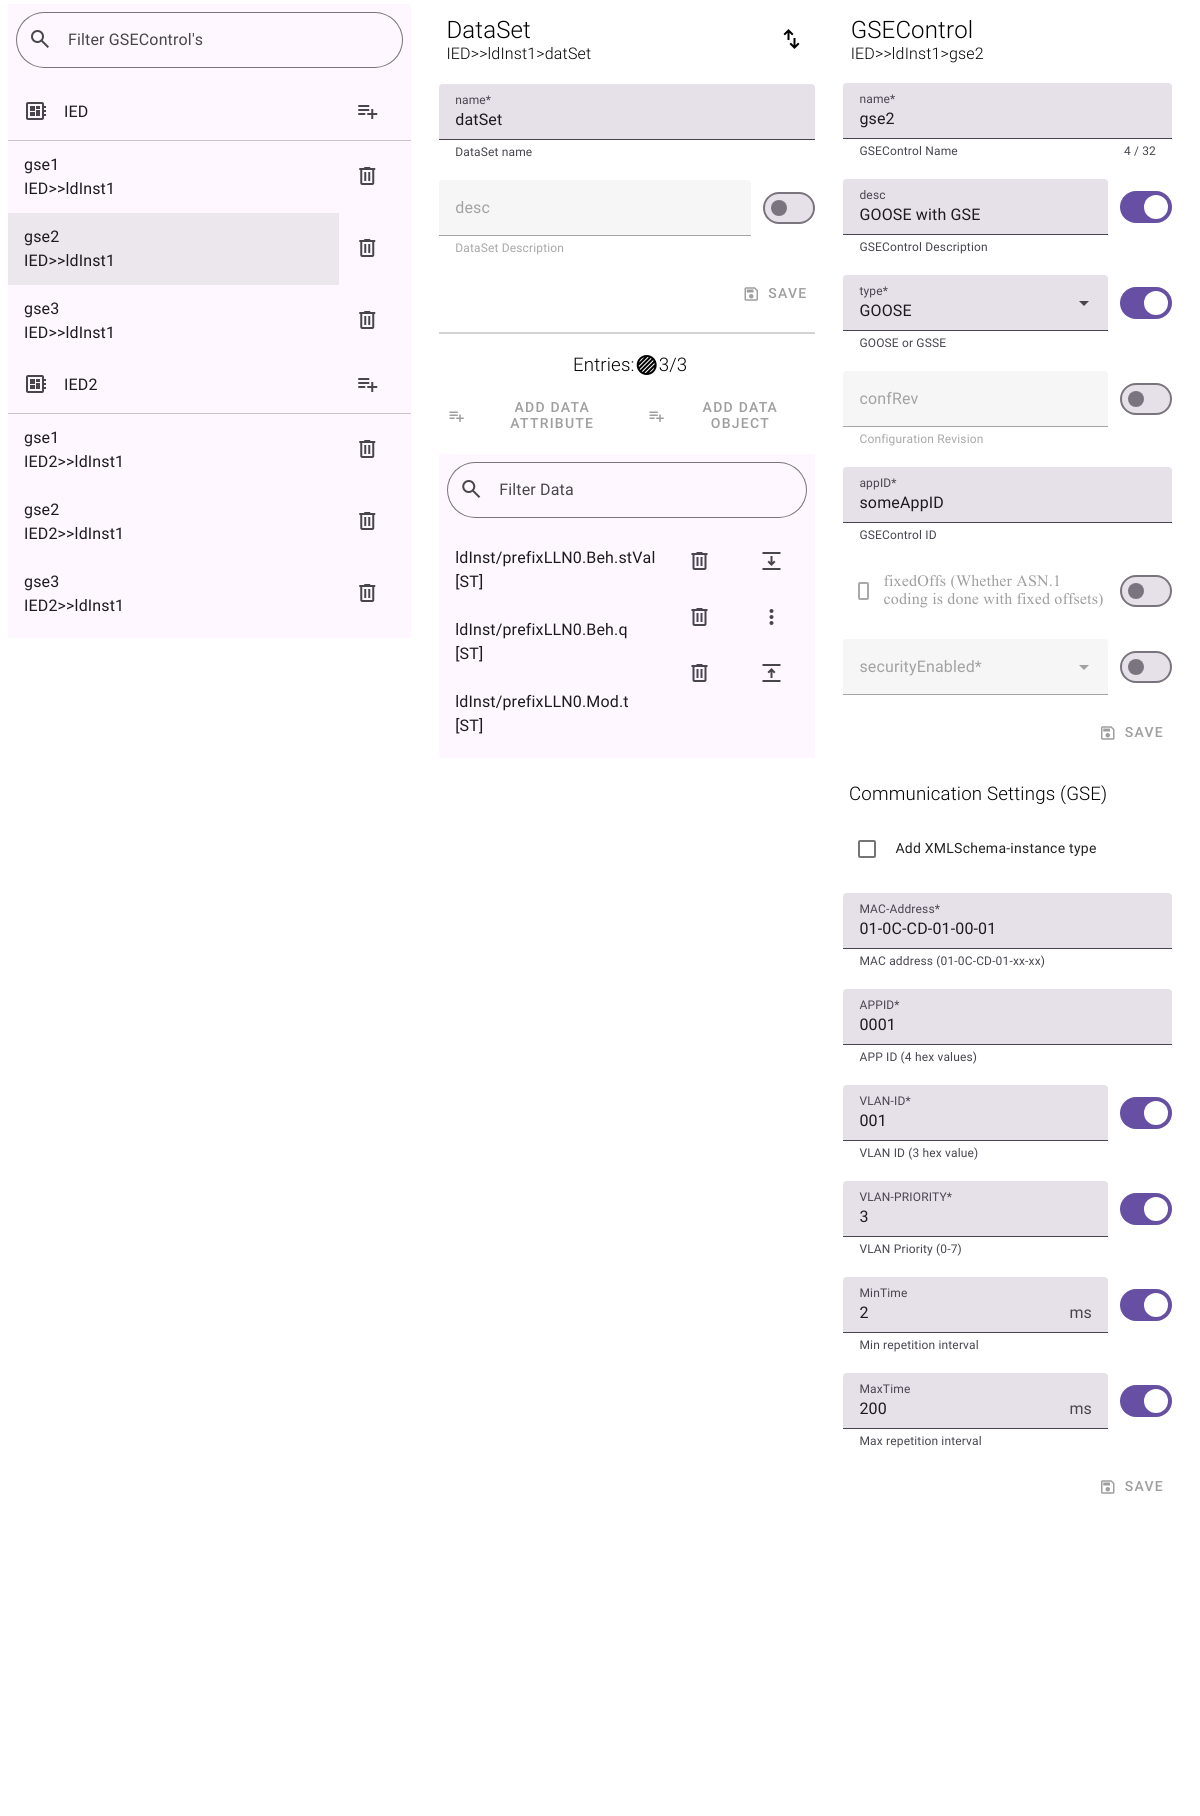 Filter GSEControl's
IED
gse1
IED>>ldInst1
gse2
IED>>ldInst1
gse3
IED>>ldInst1
IED2
gse1
IED2>>ldInst1
gse2
IED2>>ldInst1
gse3
IED2>>ldInst1
DataSet
IED>>ldInst1>datSet
name*
datSet
DataSet name
desc
DataSet Description
SAVE
Entries: 3/3
ADD DATA
ATTRIBUTE
ADD DATA
OBJECT
Filter Data
ldInst/prefixLLN0.Beh.stVal
[ST]
ldInst/prefixLLN0.Beh.q
[ST]
ldInst/prefixLLN0.Mod.t
[ST]
GSEControl
IED>>ldInst1>gse2
name*
gse2
GSEControl Name 4 / 32
desc
GOOSE with GSE
GSEControl Description
type*
GOOSE
GOOSE or GSSE
confRev
Configuration Revision
appID*
someAppID
GSEControl ID
fixedOffs (Whether ASN.1
coding is done with fixed offsets)
securityEnabled*
SAVE
Communication Settings (GSE)
Add XMLSchema-instance type
MAC-Address*
01-0C-CD-01-00-01
MAC address (01-0C-CD-01-xx-xx)
APPID*
0001
APP ID (4 hex values)
VLAN-ID*
001
VLAN ID (3 hex value)
VLAN-PRIORITY*
3
VLAN Priority (0-7)
MinTime
2 ms
Min repetition interval
MaxTime
200 ms
Max repetition interval
SAVE